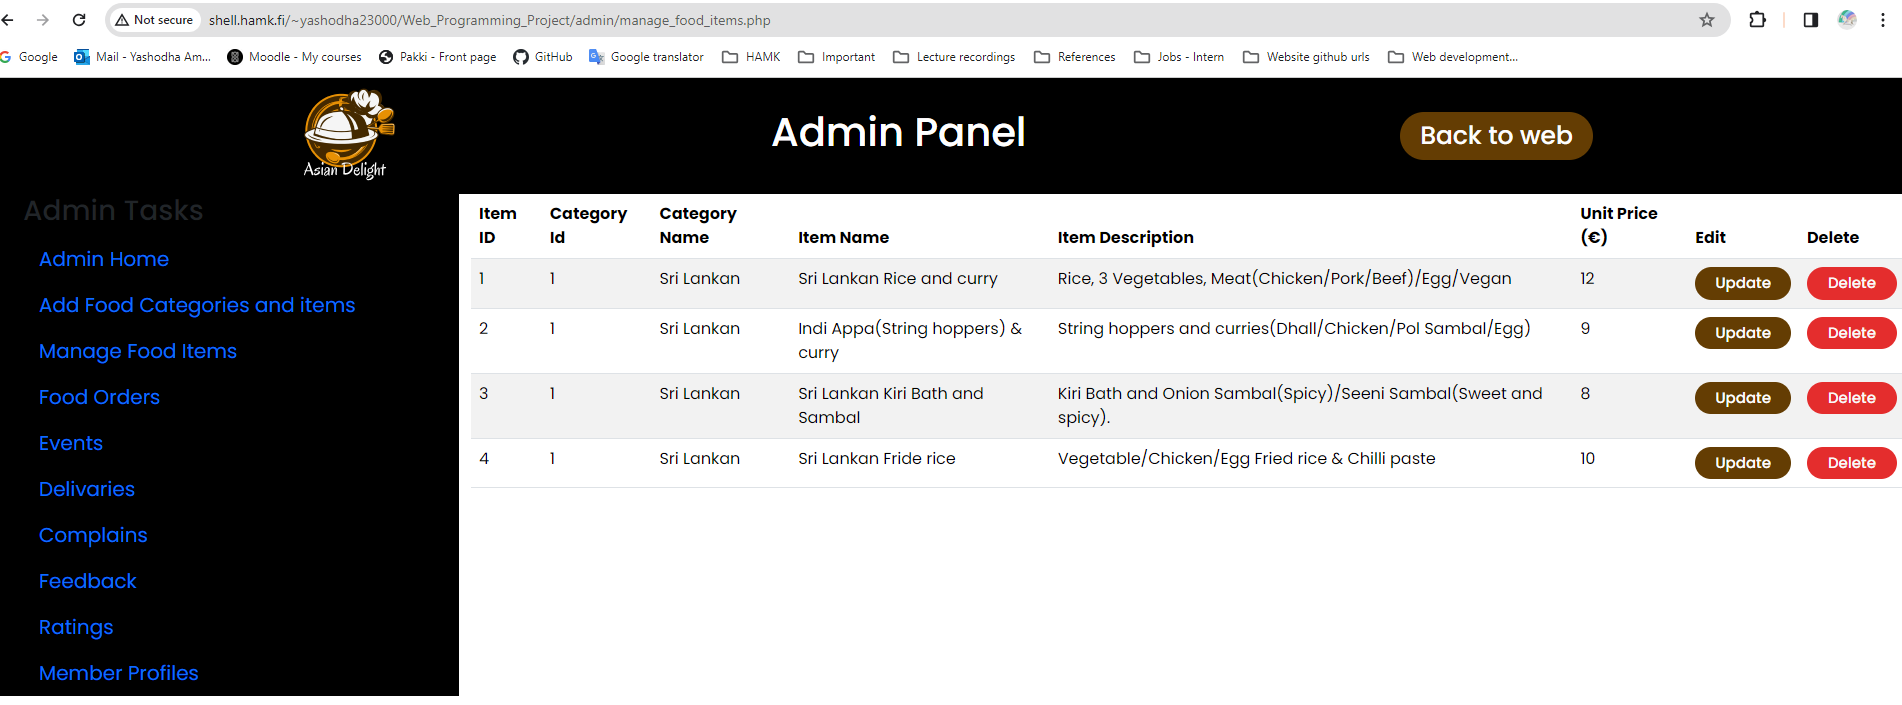 Not secure
shell.hamk.fi/~yashodha23000/Web_Programming_Project/admin/manage_food_items.php
Google
Mail - Yashodha Am...
Moodle - My courses
Pakki - Front page
GitHub
Google translator
HAMK
Important
Lecture recordings
References
Jobs - Intern
Website github urls
Web development...
Asian Delight
Admin Panel
Back to web
Admin Tasks
Admin Home
Add Food Categories and items
Manage Food Items
Food Orders
Events
Delivaries
Complains
Feedback
Ratings
Member Profiles
Item ID Category Id Category Name Item Name Item Description Unit Price (€) Edit Delete
1 1 Sri Lankan Sri Lankan Rice and curry Rice, 3 Vegetables, Meat(Chicken/Pork/Beef)/Egg/Vegan 12 Update Delete
2 1 Sri Lankan Indi Appa(String hoppers) & curry String hoppers and curries(Dhall/Chicken/Pol Sambal/Egg) 9 Update Delete
3 1 Sri Lankan Sri Lankan Kiri Bath and Sambal Kiri Bath and Onion Sambal(Spicy)/Seeni Sambal(Sweet and spicy). 8 Update Delete
4 1 Sri Lankan Sri Lankan Fride rice Vegetable/Chicken/Egg Fried rice & Chilli paste 10 Update Delete